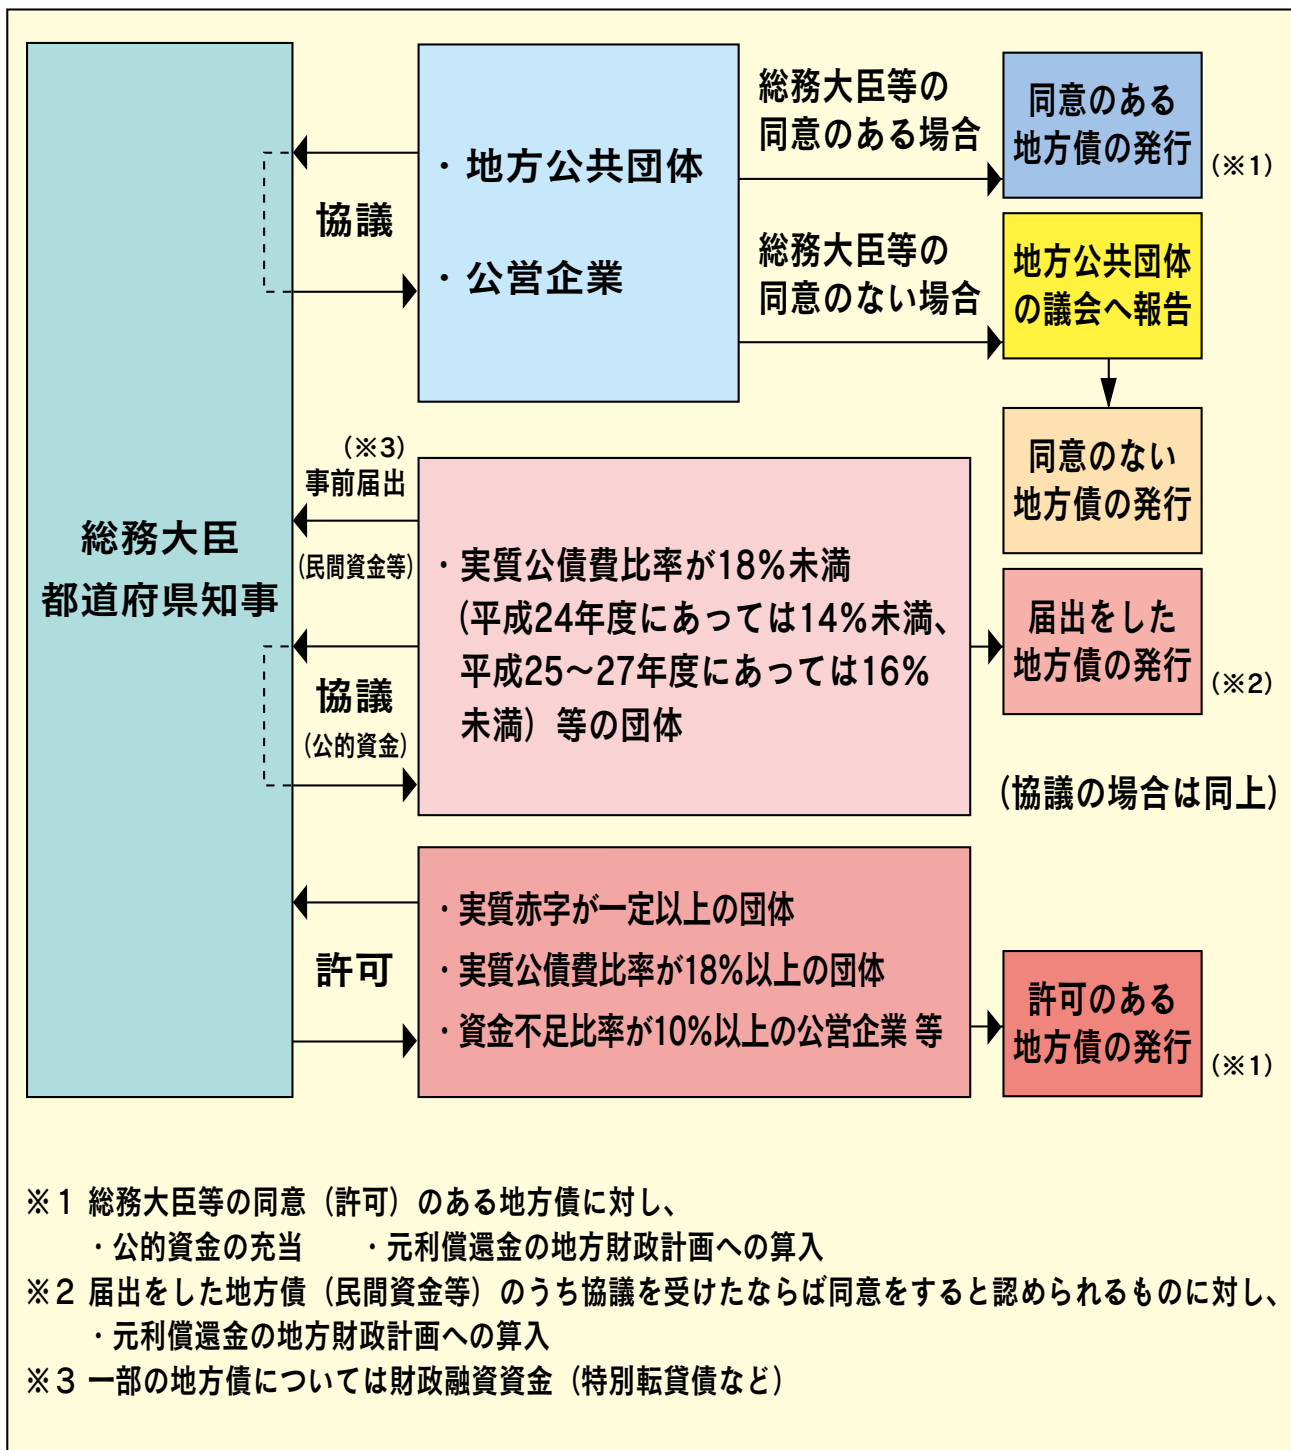 総務大臣
都道府県知事
協議
・地方公共団体
・公営企業
総務大臣等の
同意のある場合
同意のある
地方債の発行
(※1)
総務大臣等の
同意のない場合
地方公共団体
の議会へ報告
同意のない
地方債の発行
(※3)
事前届出
(民間資金等)
協議
(公的資金)
・実質公債費比率が18%未満
(平成24年度にあっては14%未満、
平成25～27年度にあっては16%
未満）等の団体
届出をした
地方債の発行
(※2)
(協議の場合は同上)
許可
・実質赤字が一定以上の団体
・実質公債費比率が18%以上の団体
・資金不足比率が10%以上の公営企業 等
許可のある
地方債の発行
(※1)
※１ 総務大臣等の同意（許可）のある地方債に対し、
・公的資金の充当　　・元利償還金の地方財政計画への算入
※２ 届出をした地方債（民間資金等）のうち協議を受けたならば同意をすると認められるものに対し、
・元利償還金の地方財政計画への算入
※３ 一部の地方債については財政融資資金（特別転貸債など）